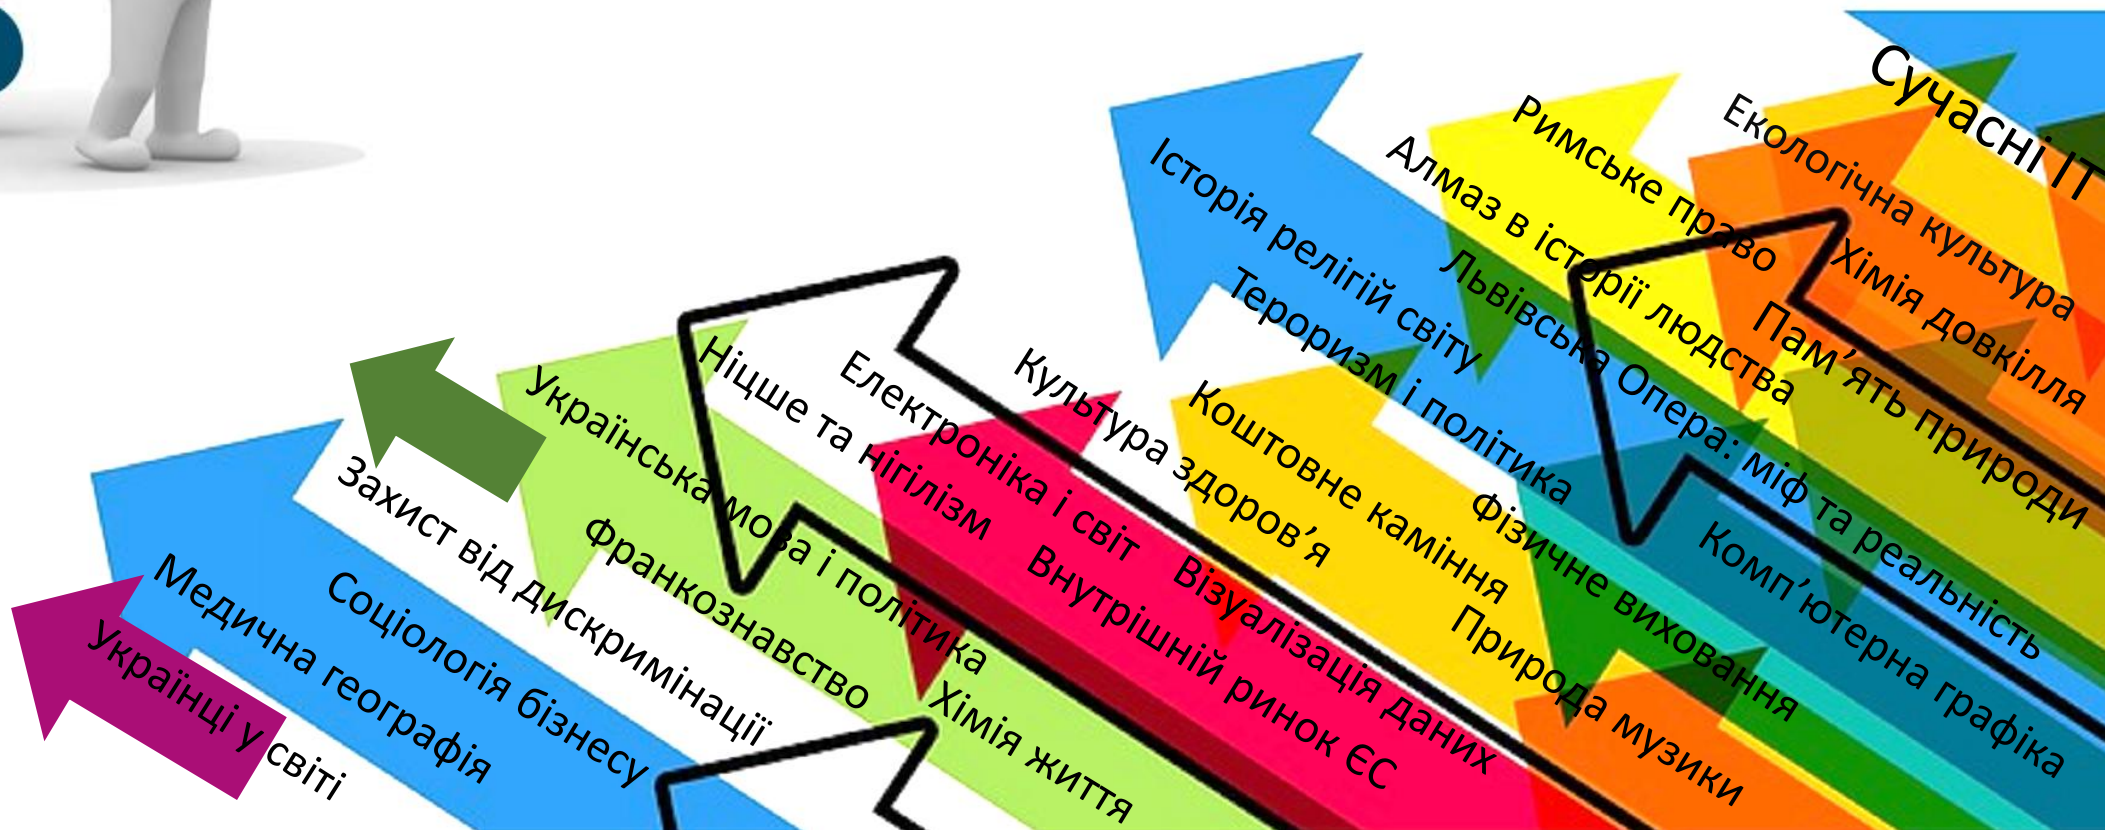 Сучасні ІТ
Екологічна культура
Римське право
Хімія довкілля
Алмаз в історії людства
Пам’ять природи
Історія релігій світу
Львівська Опера: міф та реальність
Тероризм і політика
Комп’ютерна графіка
Культура здоров’я
Коштовне каміння
Фізичне виховання
Електроніка і світ
Ніцше та нігілізм
Візуалізація даних
Природа музики
Українська мова і політика
Внутрішній ринок ЄС
Захист від дискримінації
Франкознавство
Хімія життя
Соціологія бізнесу
Медична географія
Українці у світі